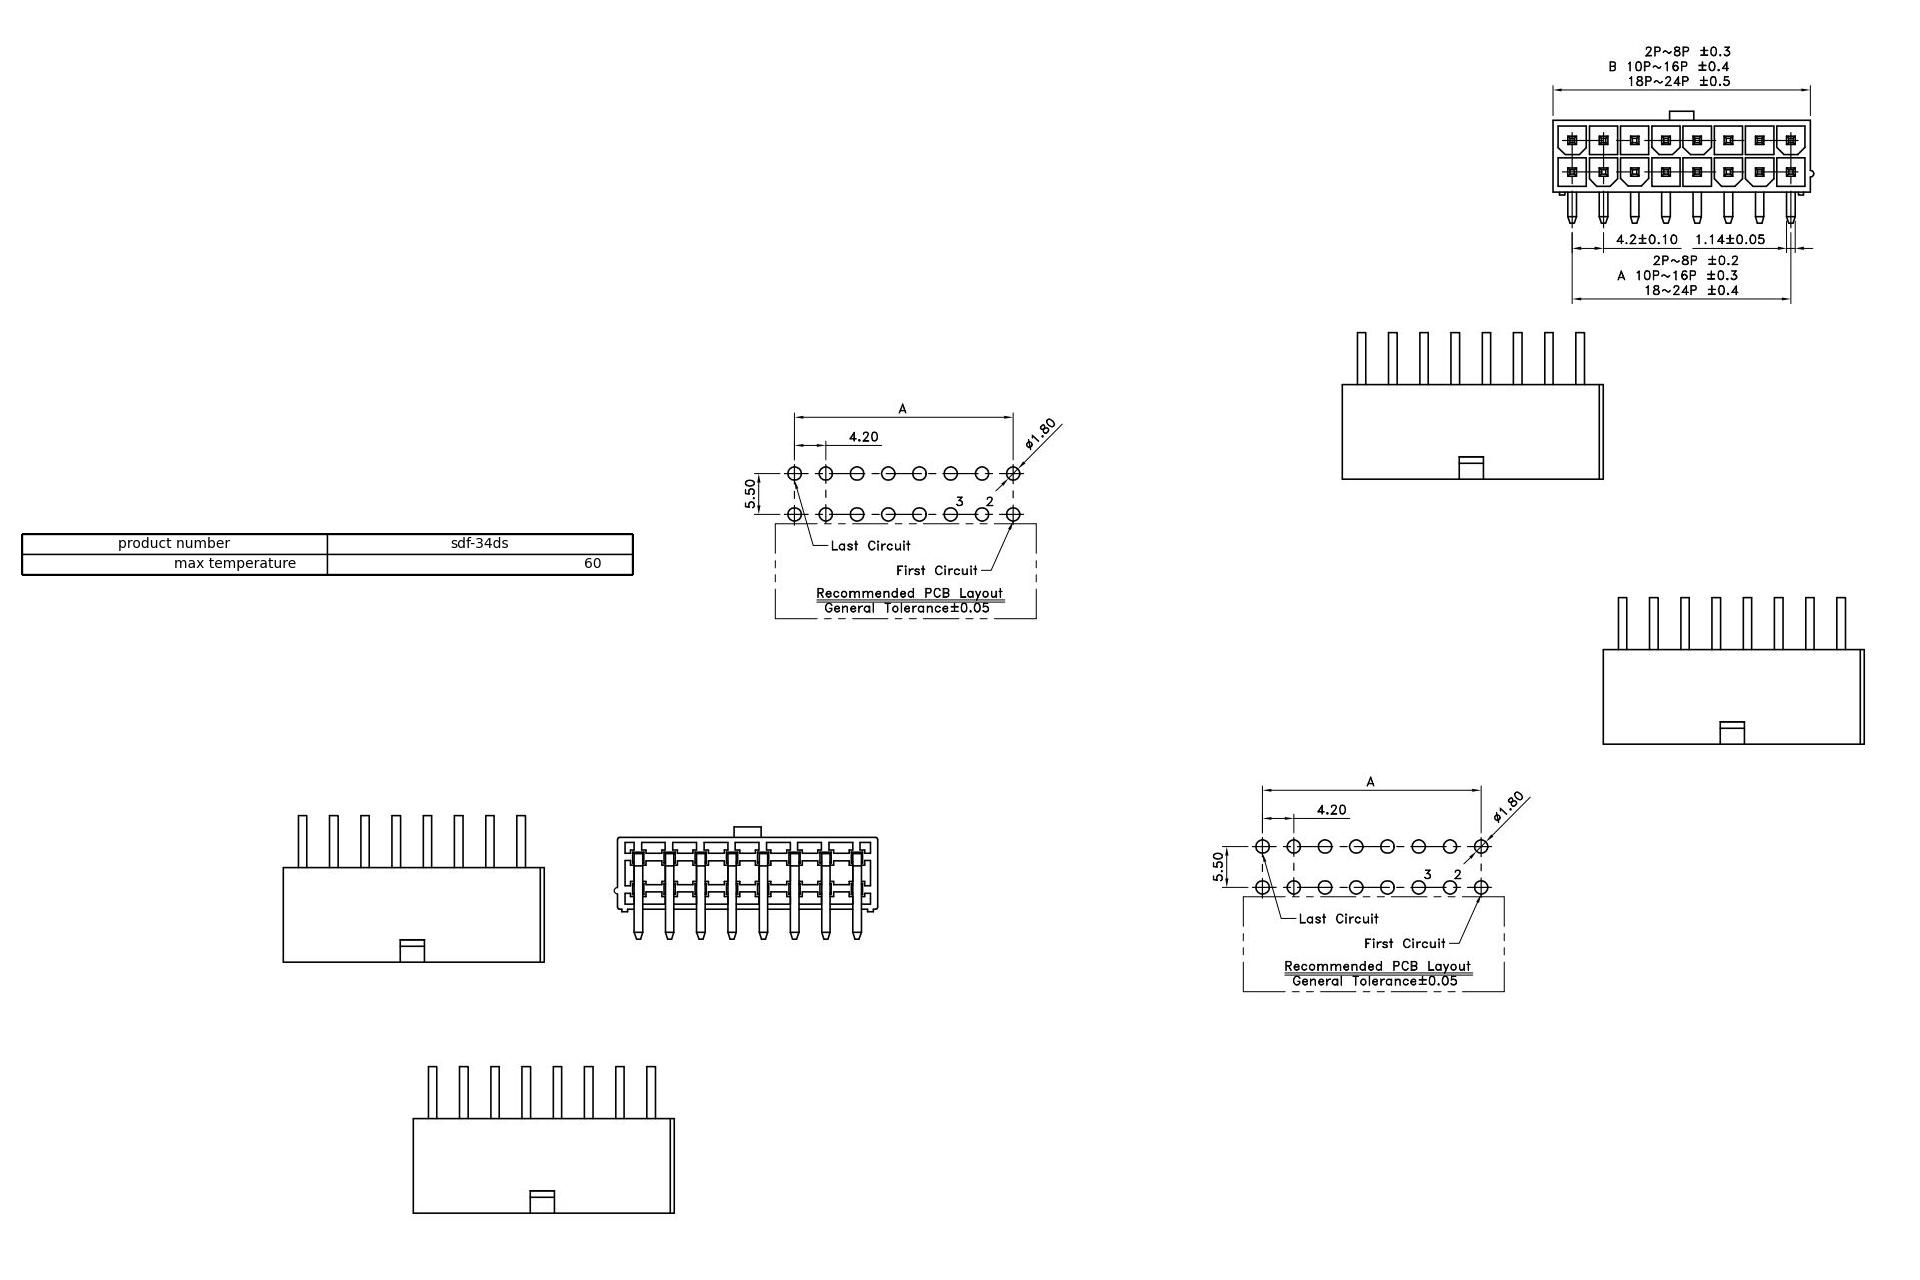 2P~8P ±0.3
B 10P~16P ±0.4
18P~24P ±0.5
4.2±0.10 1.14±0.05
2P~8P ±0.2
A 10P~16P ±0.3
18~24P ±0.4
A
4.20
ø1.80
5.50
3 2
Last Circuit
First Circuit
Recommended PCB Layout
General Tolerance±0.05
product number sdf-34ds
max temperature 60
A
4.20
ø1.80
5.50
3 2
Last Circuit
First Circuit
Recommended PCB Layout
General Tolerance±0.05